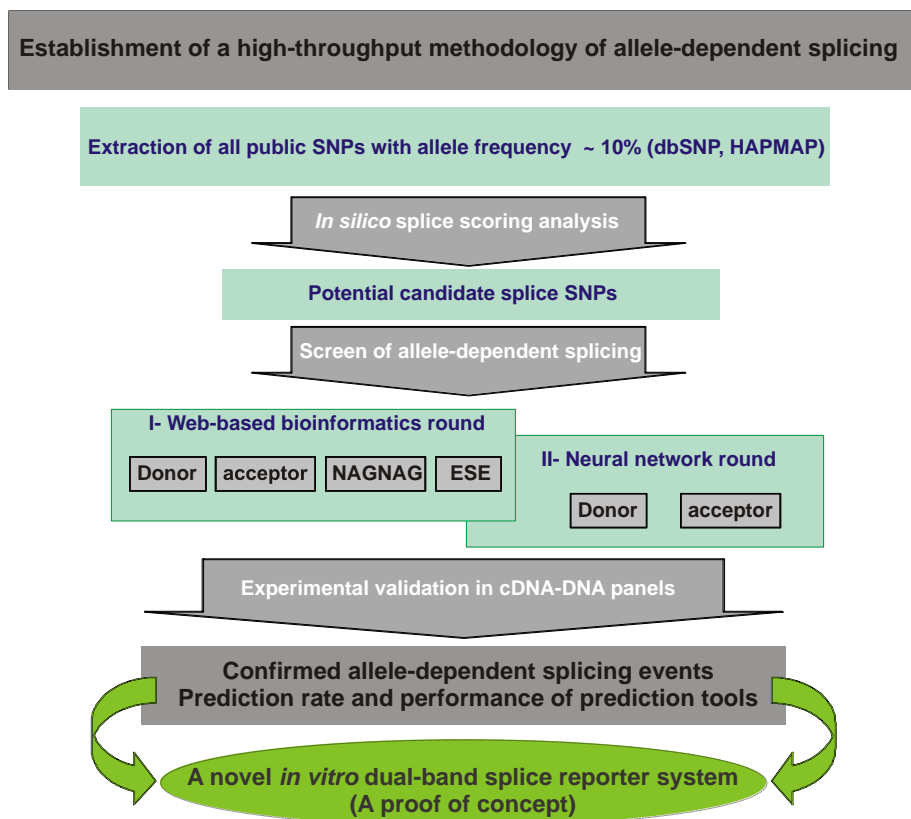 Establishment of a high-throughput methodology of allele-dependent splicing
Extraction of all public SNPs with allele frequency ~ 10% (dbSNP, HAPMAP)
In silico splice scoring analysis
Potential candidate splice SNPs
Screen of allele-dependent splicing
I- Web-based bioinformatics round
Donor acceptor NAGNAG ESE
II- Neural network round
Donor acceptor
Experimental validation in cDNA-DNA panels
Confirmed allele-dependent splicing events
Prediction rate and performance of prediction tools
A novel in vitro dual-band splice reporter system
(A proof of concept)